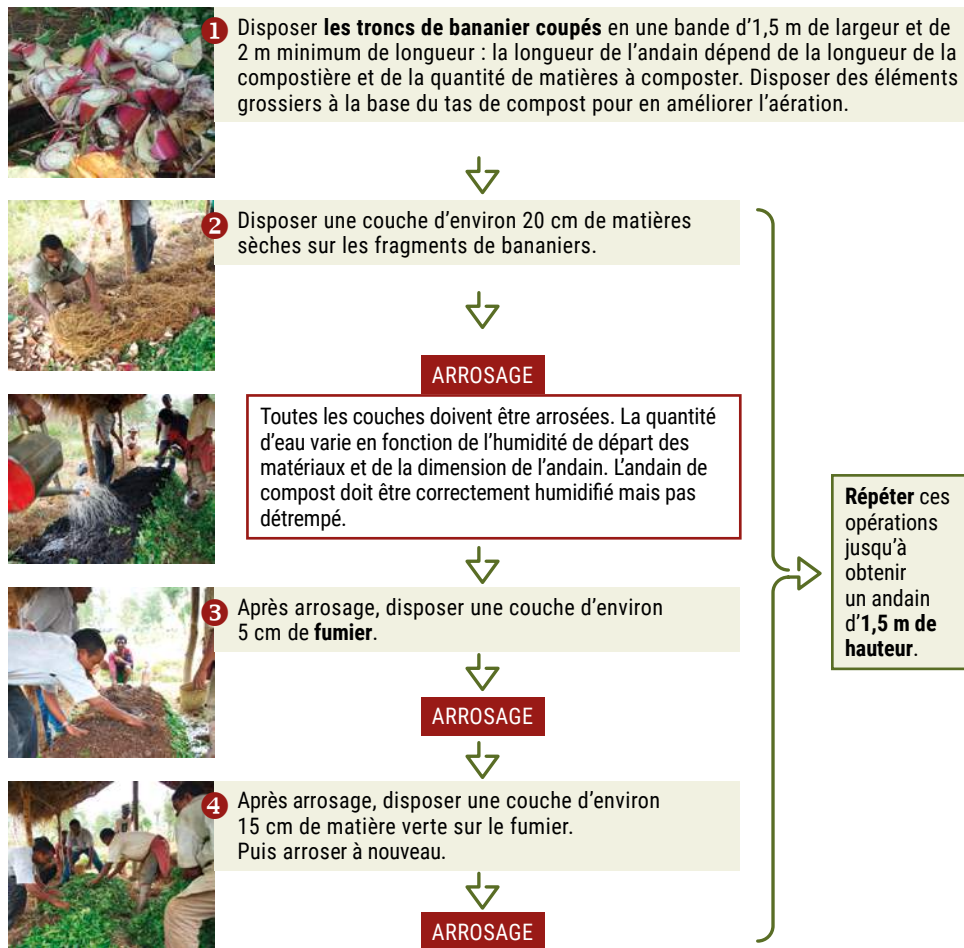 1 Disposer les troncs de bananier coupés en une bande d’1,5 m de largeur et de
2 m minimum de longueur : la longueur de l’andain dépend de la longueur de la
compostière et de la quantité de matières à composter. Disposer des éléments
grossiers à la base du tas de compost pour en améliorer l’aération.
2 Disposer une couche d’environ 20 cm de matières
sèches sur les fragments de bananiers.
ARROSAGE
Toutes les couches doivent être arrosées. La quantité
d’eau varie en fonction de l’humidité de départ des
matériaux et de la dimension de l’andain. L’andain de
compost doit être correctement humidifié mais pas
détrempé.
3 Après arrosage, disposer une couche d’environ
5 cm de fumier.
ARROSAGE
4 Après arrosage, disposer une couche d’environ
15 cm de matière verte sur le fumier.
Puis arroser à nouveau.
ARROSAGE
Répéter ces
opérations
jusqu’à
obtenir
un andain
d’1,5 m de
hauteur.